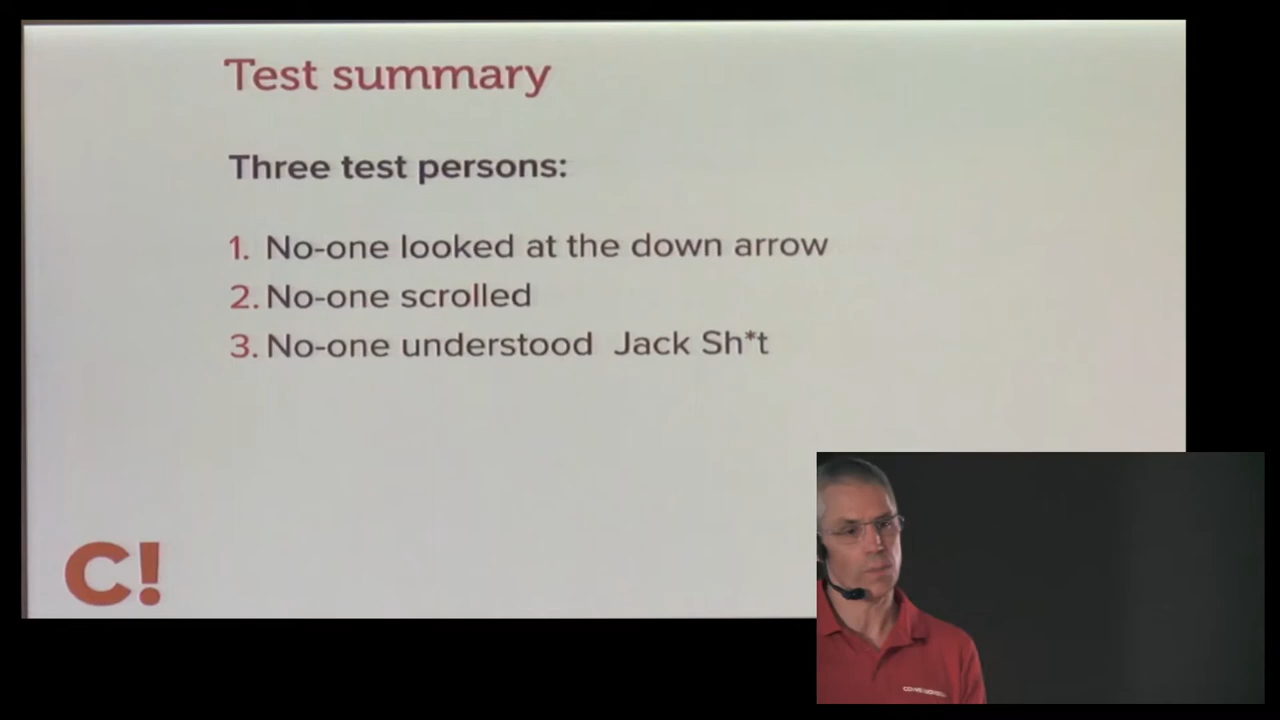 Test summary
Three test persons:
1. No-one looked at the down arrow
2. No-one scrolled
3. No-one understood Jack Sh*t
C!